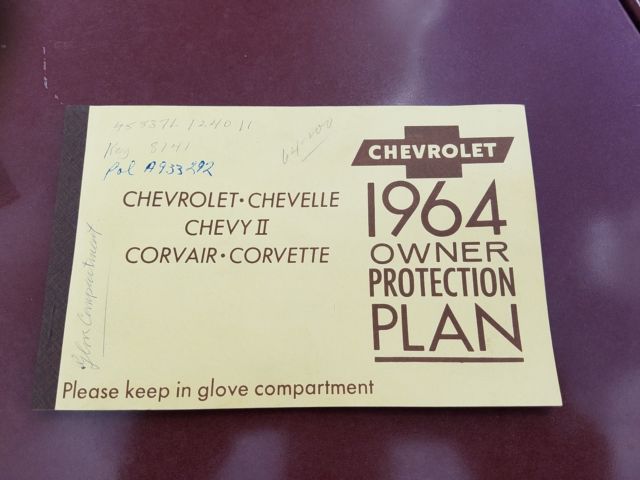 45537L 124011
Key 8141
Pol A933292
64-200
CHEVROLET
1964
OWNER
PROTECTION
PLAN
CHEVROLET · CHEVELLE
CHEVY II
CORVAIR · CORVETTE
Glove Compartment
Please keep in glove compartment